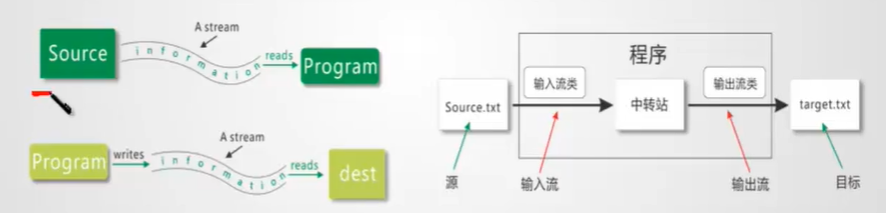 A stream
Source
information
reads
Program
A stream
Program
writes
information
reads
dest
程序
输入流类
输出流类
Source.txt
中转站
target.txt
源
输入流
输出流
目标